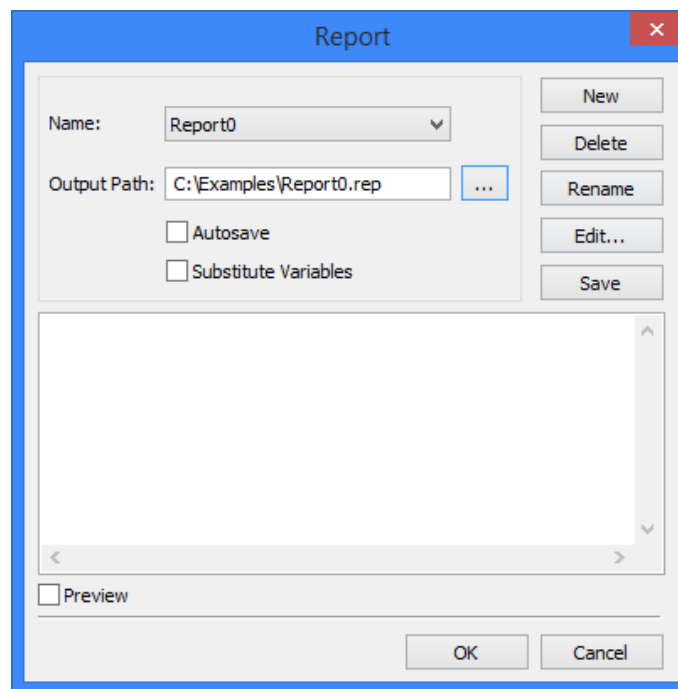 Report
New
Name: Report0
Delete
Output Path: C:\Examples\Report0.rep ... Rename
Autosave Edit...
Substitute Variables Save
Preview
OK Cancel